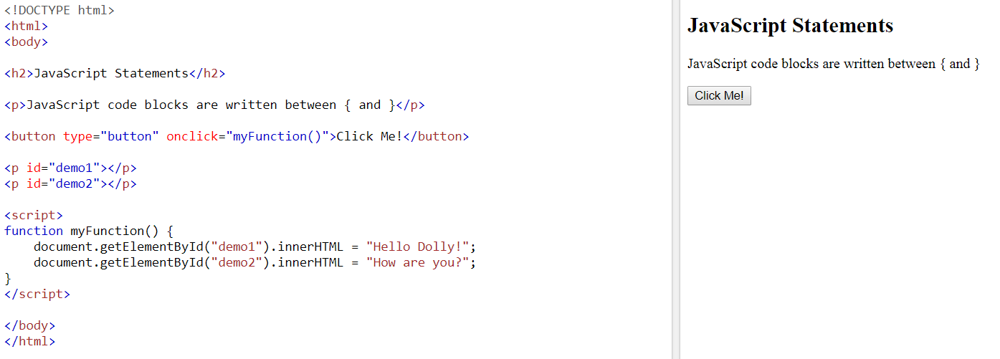 <!DOCTYPE html>
<html>
<body>
<h2>JavaScript Statements</h2>
<p>JavaScript code blocks are written between { and }</p>
<button type="button" onclick="myFunction()">Click Me!</button>
<p id="demo1"></p>
<p id="demo2"></p>
<script>
function myFunction() {
    document.getElementById("demo1").innerHTML = "Hello Dolly!";
    document.getElementById("demo2").innerHTML = "How are you?";
}
</script>
</body>
</html>
JavaScript Statements
JavaScript code blocks are written between { and }
Click Me!